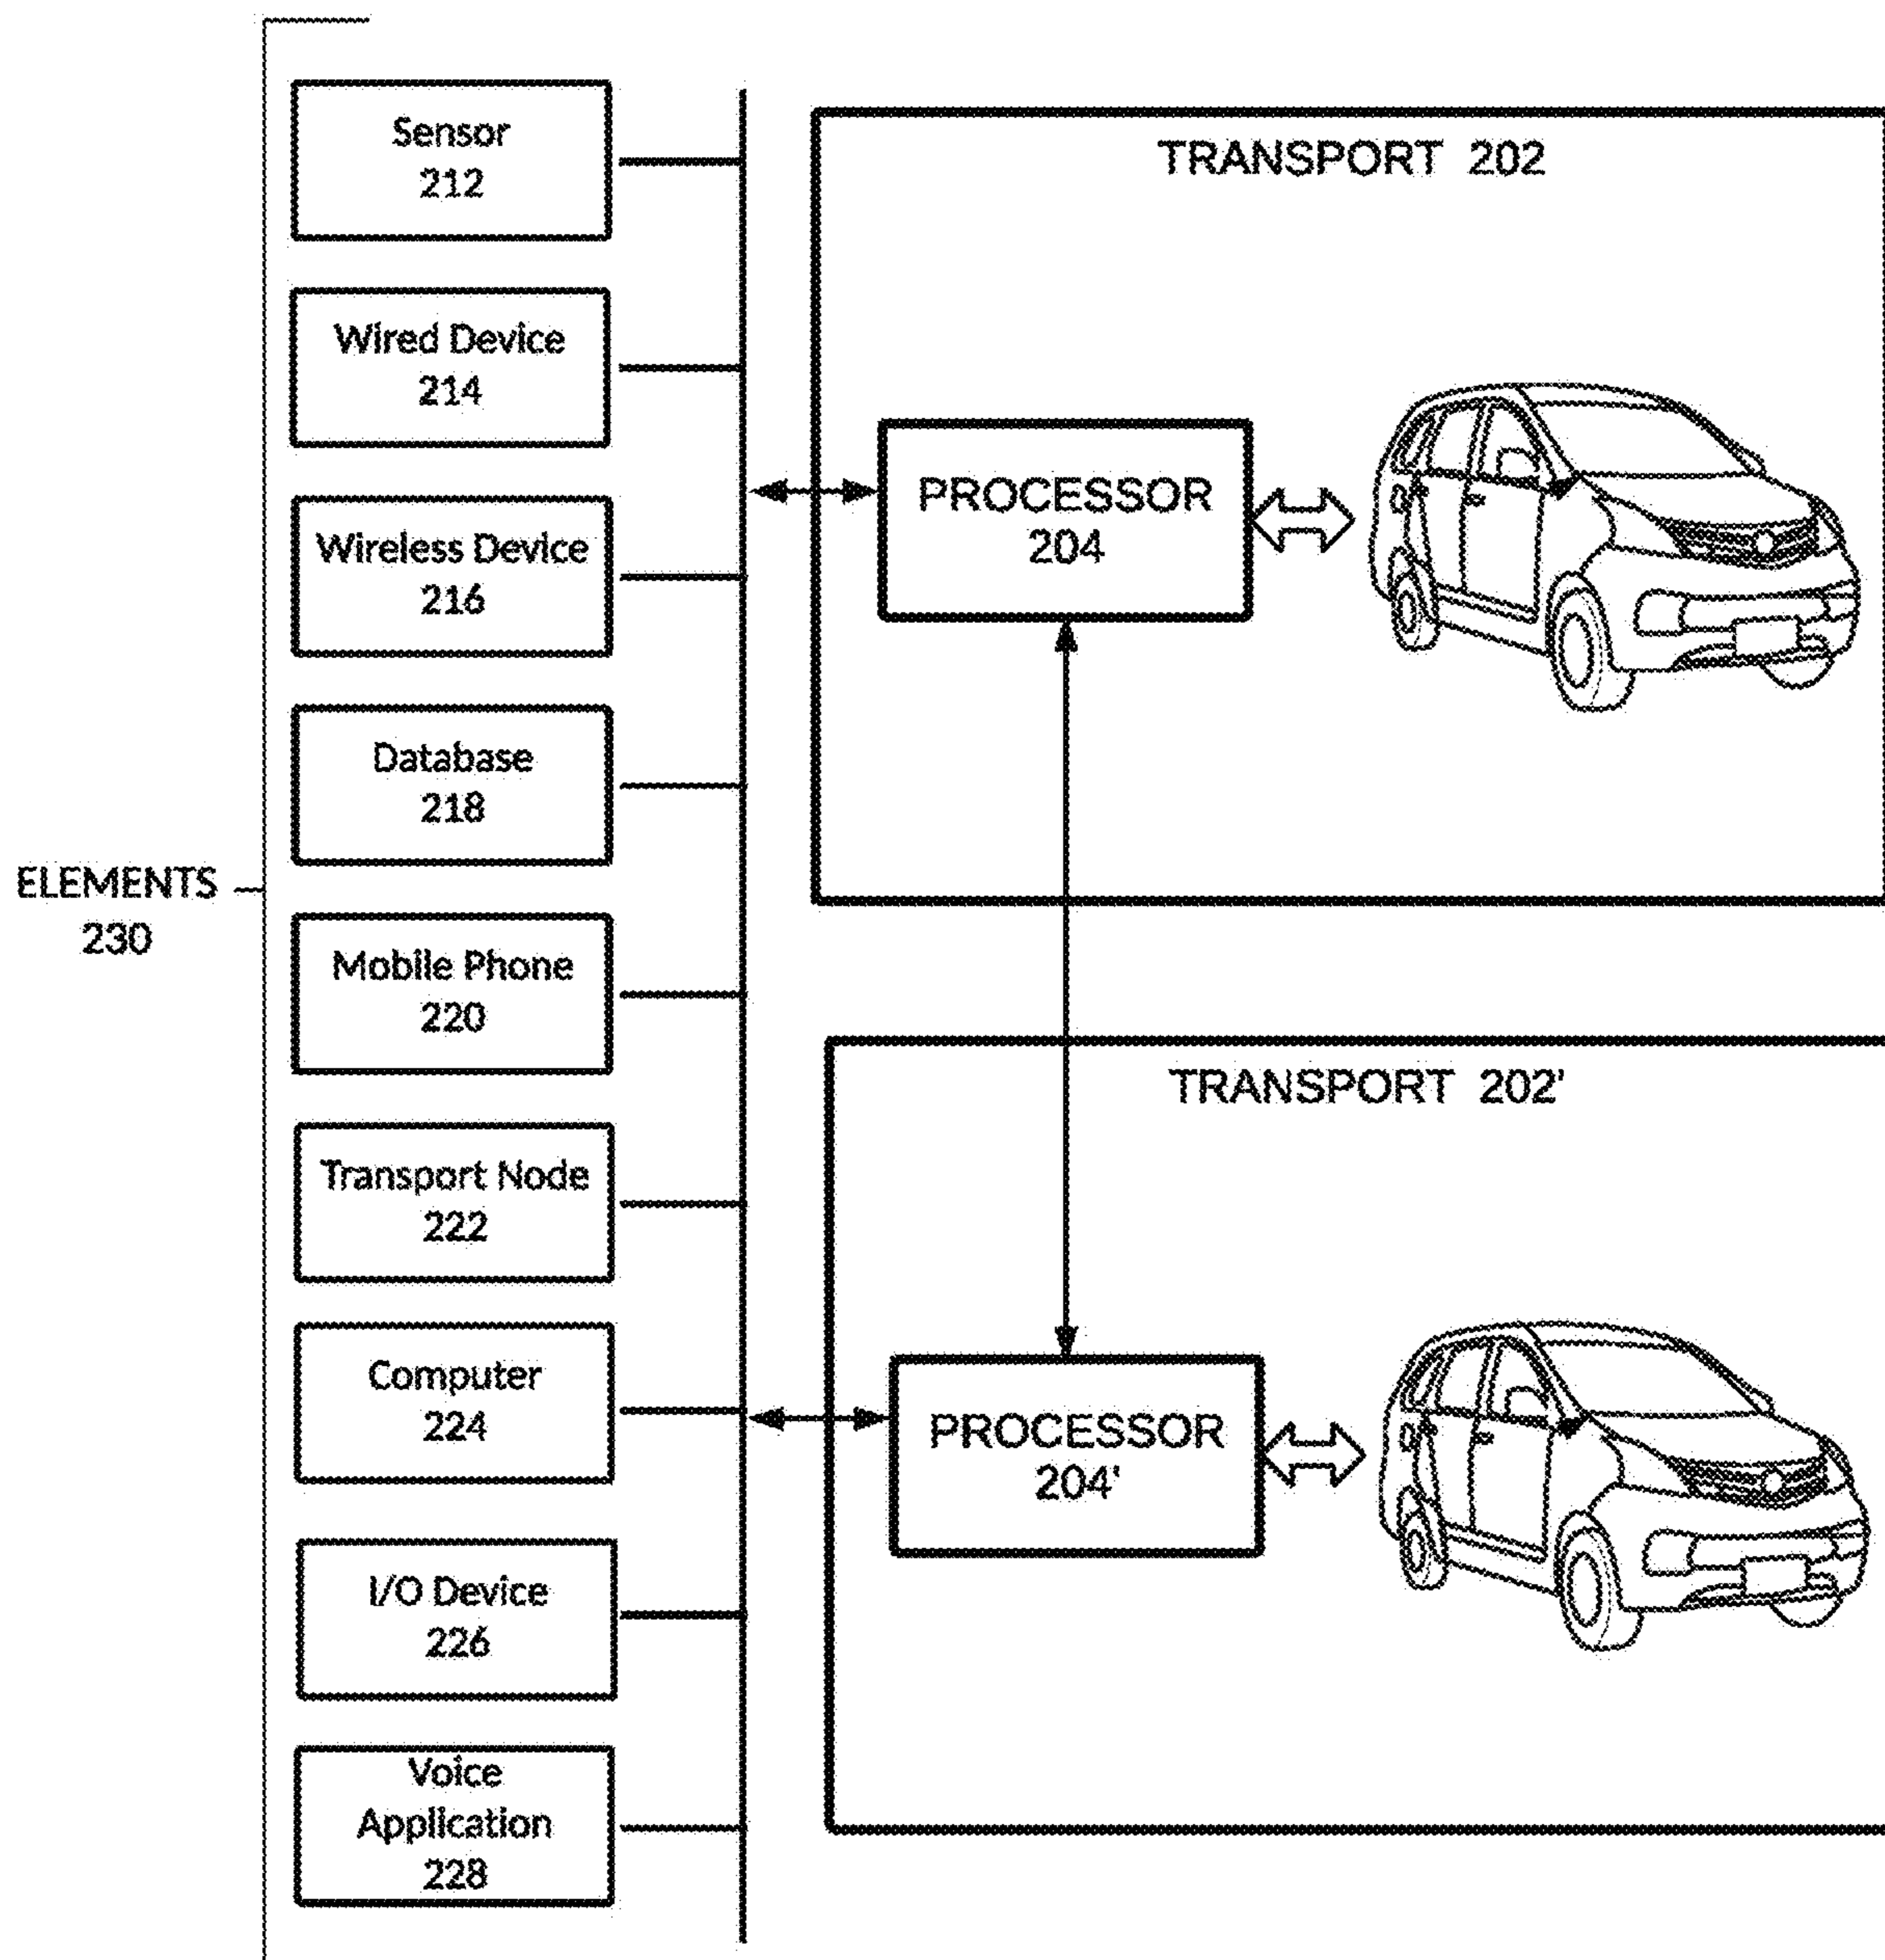 Sensor
212
Wired Device
214
Wireless Device
216
Database
218
ELEMENTS
230
Mobile Phone
220
Transport Node
222
Computer
224
I/O Device
226
Voice
Application
228
TRANSPORT 202
PROCESSOR
204
TRANSPORT 202'
PROCESSOR
204'